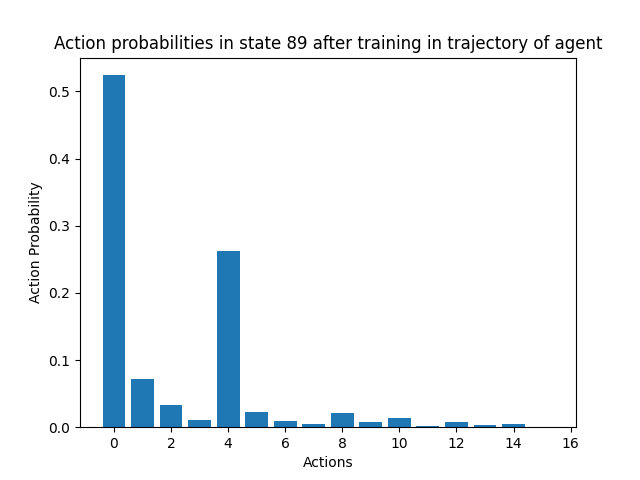 Action probabilities in state 89 after training in trajectory of agent
0.5
0.4
0.3
0.2
0.1
0.0
Action Probability
0 2 4 6 8 10 12 14 16
Actions